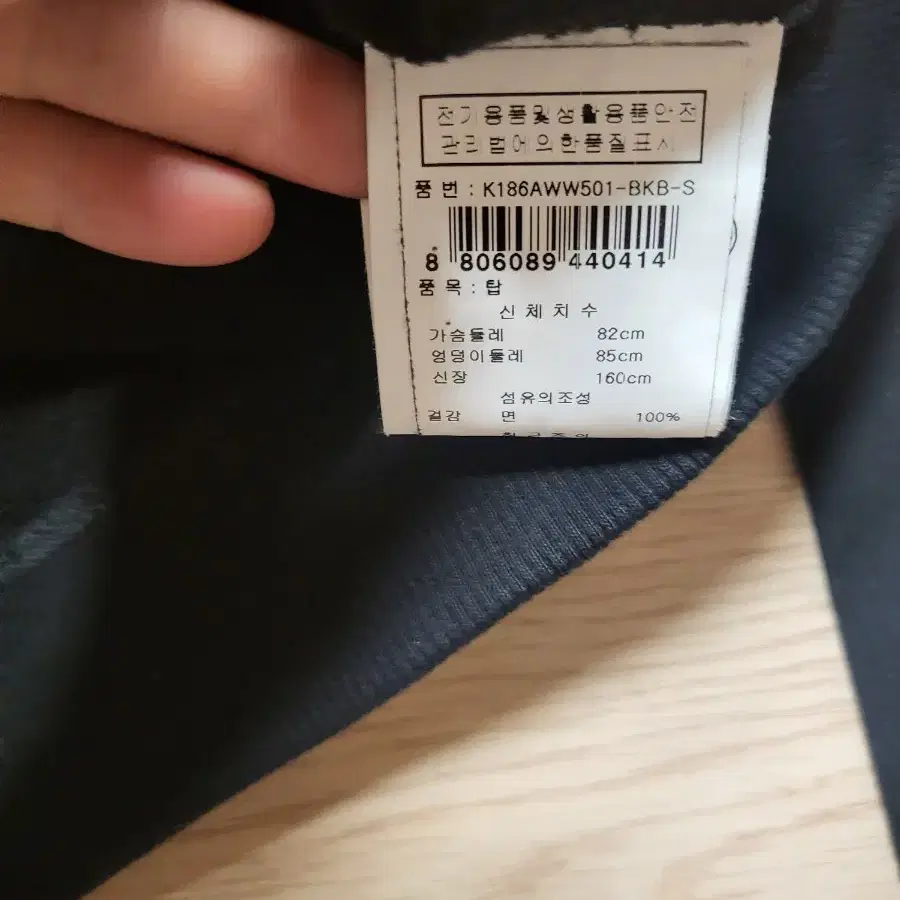 전기용품및생활용품안전
관리법에의한품질표시
품 번 : K186AWW501-BKB-S
8 806089 440414
품 목 : 탑
신 체 치 수
가슴둘레 82cm
엉덩이둘레 85cm
신장 160cm
섬유의조성
겉감 면 100%